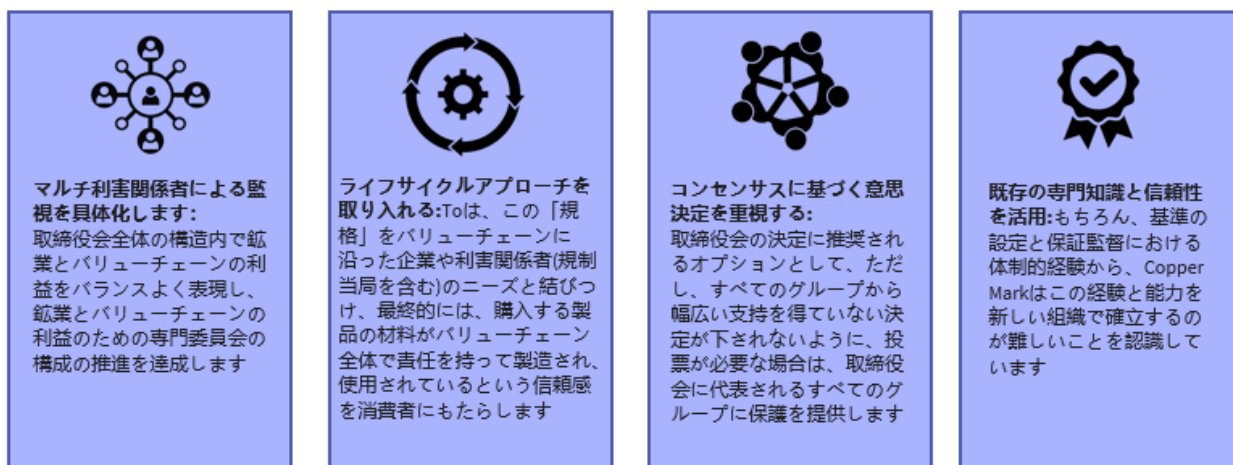 マルチ利害関係者による監
視を具体化します:
取締役会全体の構造内で鉱
業とバリューチェーンの利
益をバランスよく表現し、
鉱業とバリューチェーンの
利益のための専門委員会の
構成の推進を達成します
ライフサイクルアプローチを
取り入れる:Toは、この「規
格」をバリューチェーンに
沿った企業や利害関係者(規制
当局を含む)のニーズと結びつ
け、最終的には、購入する製
品の材料がバリューチェーン
全体で責任を持って製造され、
使用されているという信頼感
を消費者にもたらします
コンセンサスに基づく意思
決定を重視する:
取締役会の決定に推奨され
るオプションとして、ただ
し、すべてのグループから
幅広い支持を得ていない決
定が下されないように、投
票が必要な場合は、取締役
会に代表されるすべてのグ
ループに保護を提供します
既存の専門知識と信頼性
を活用:もちろん、基準の
設定と保証監督における
体制的経験から、Copper
Markはこの経験と能力を
新しい組織で確立するの
が難しいことを認識して
います